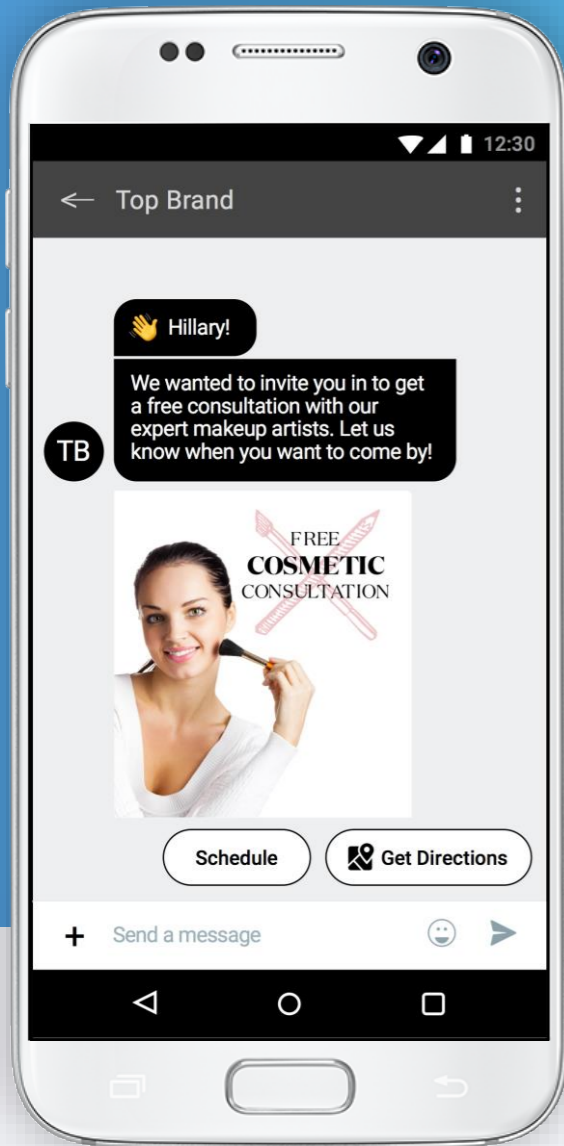 12:30
Top Brand
👋 Hillary!
We wanted to invite you in to get
a free consultation with our
expert makeup artists. Let us
know when you want to come by!
TB
FREE
COSMETIC
CONSULTATION
Schedule
Get Directions
Send a message